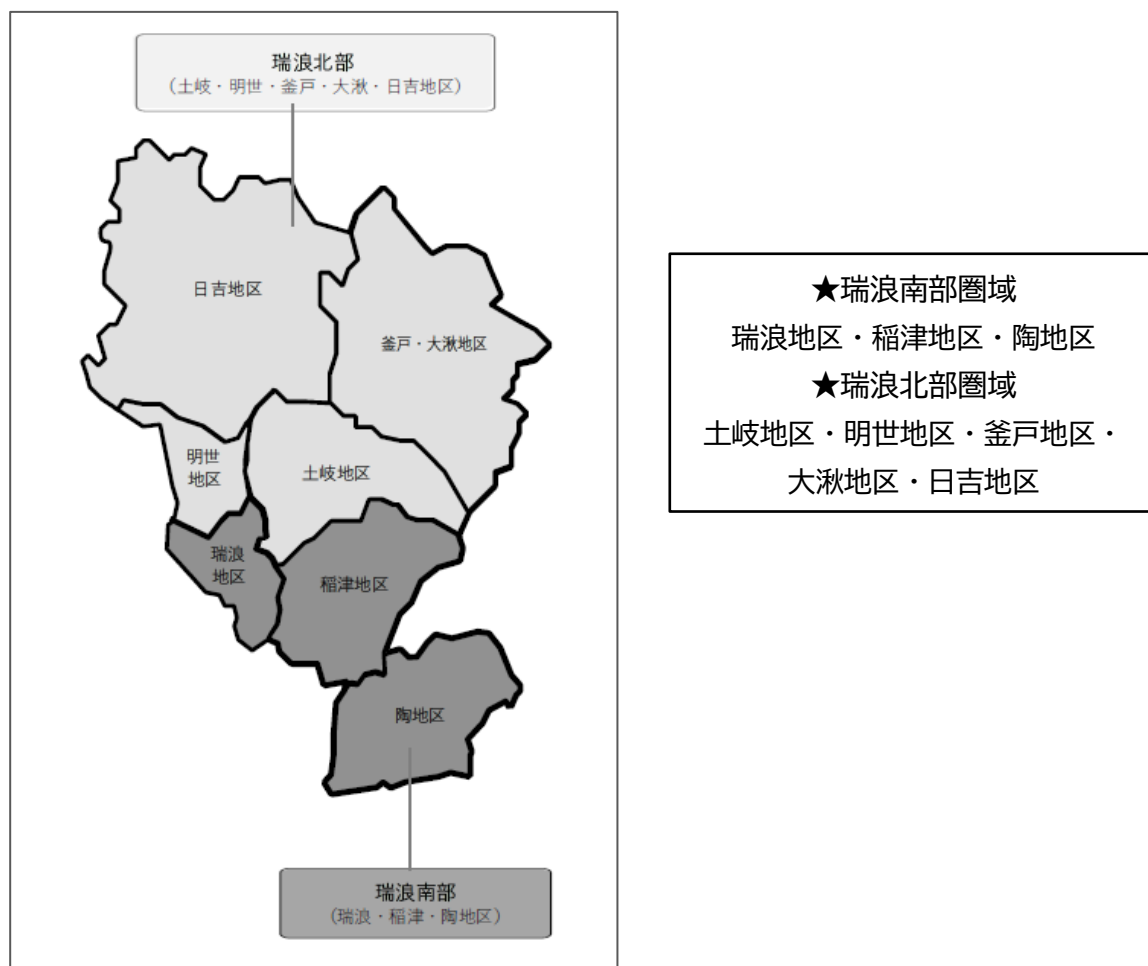 瑞浪北部
（土岐・明世・釜戸・大湫・日吉地区）
日吉地区
釜戸・大湫地区
明世
地区
土岐地区
瑞浪
地区
稲津地区
陶地区
瑞浪南部
（瑞浪・稲津・陶地区）
★瑞浪南部圏域
瑞浪地区・稲津地区・陶地区
★瑞浪北部圏域
土岐地区・明世地区・釜戸地区・
大湫地区・日吉地区